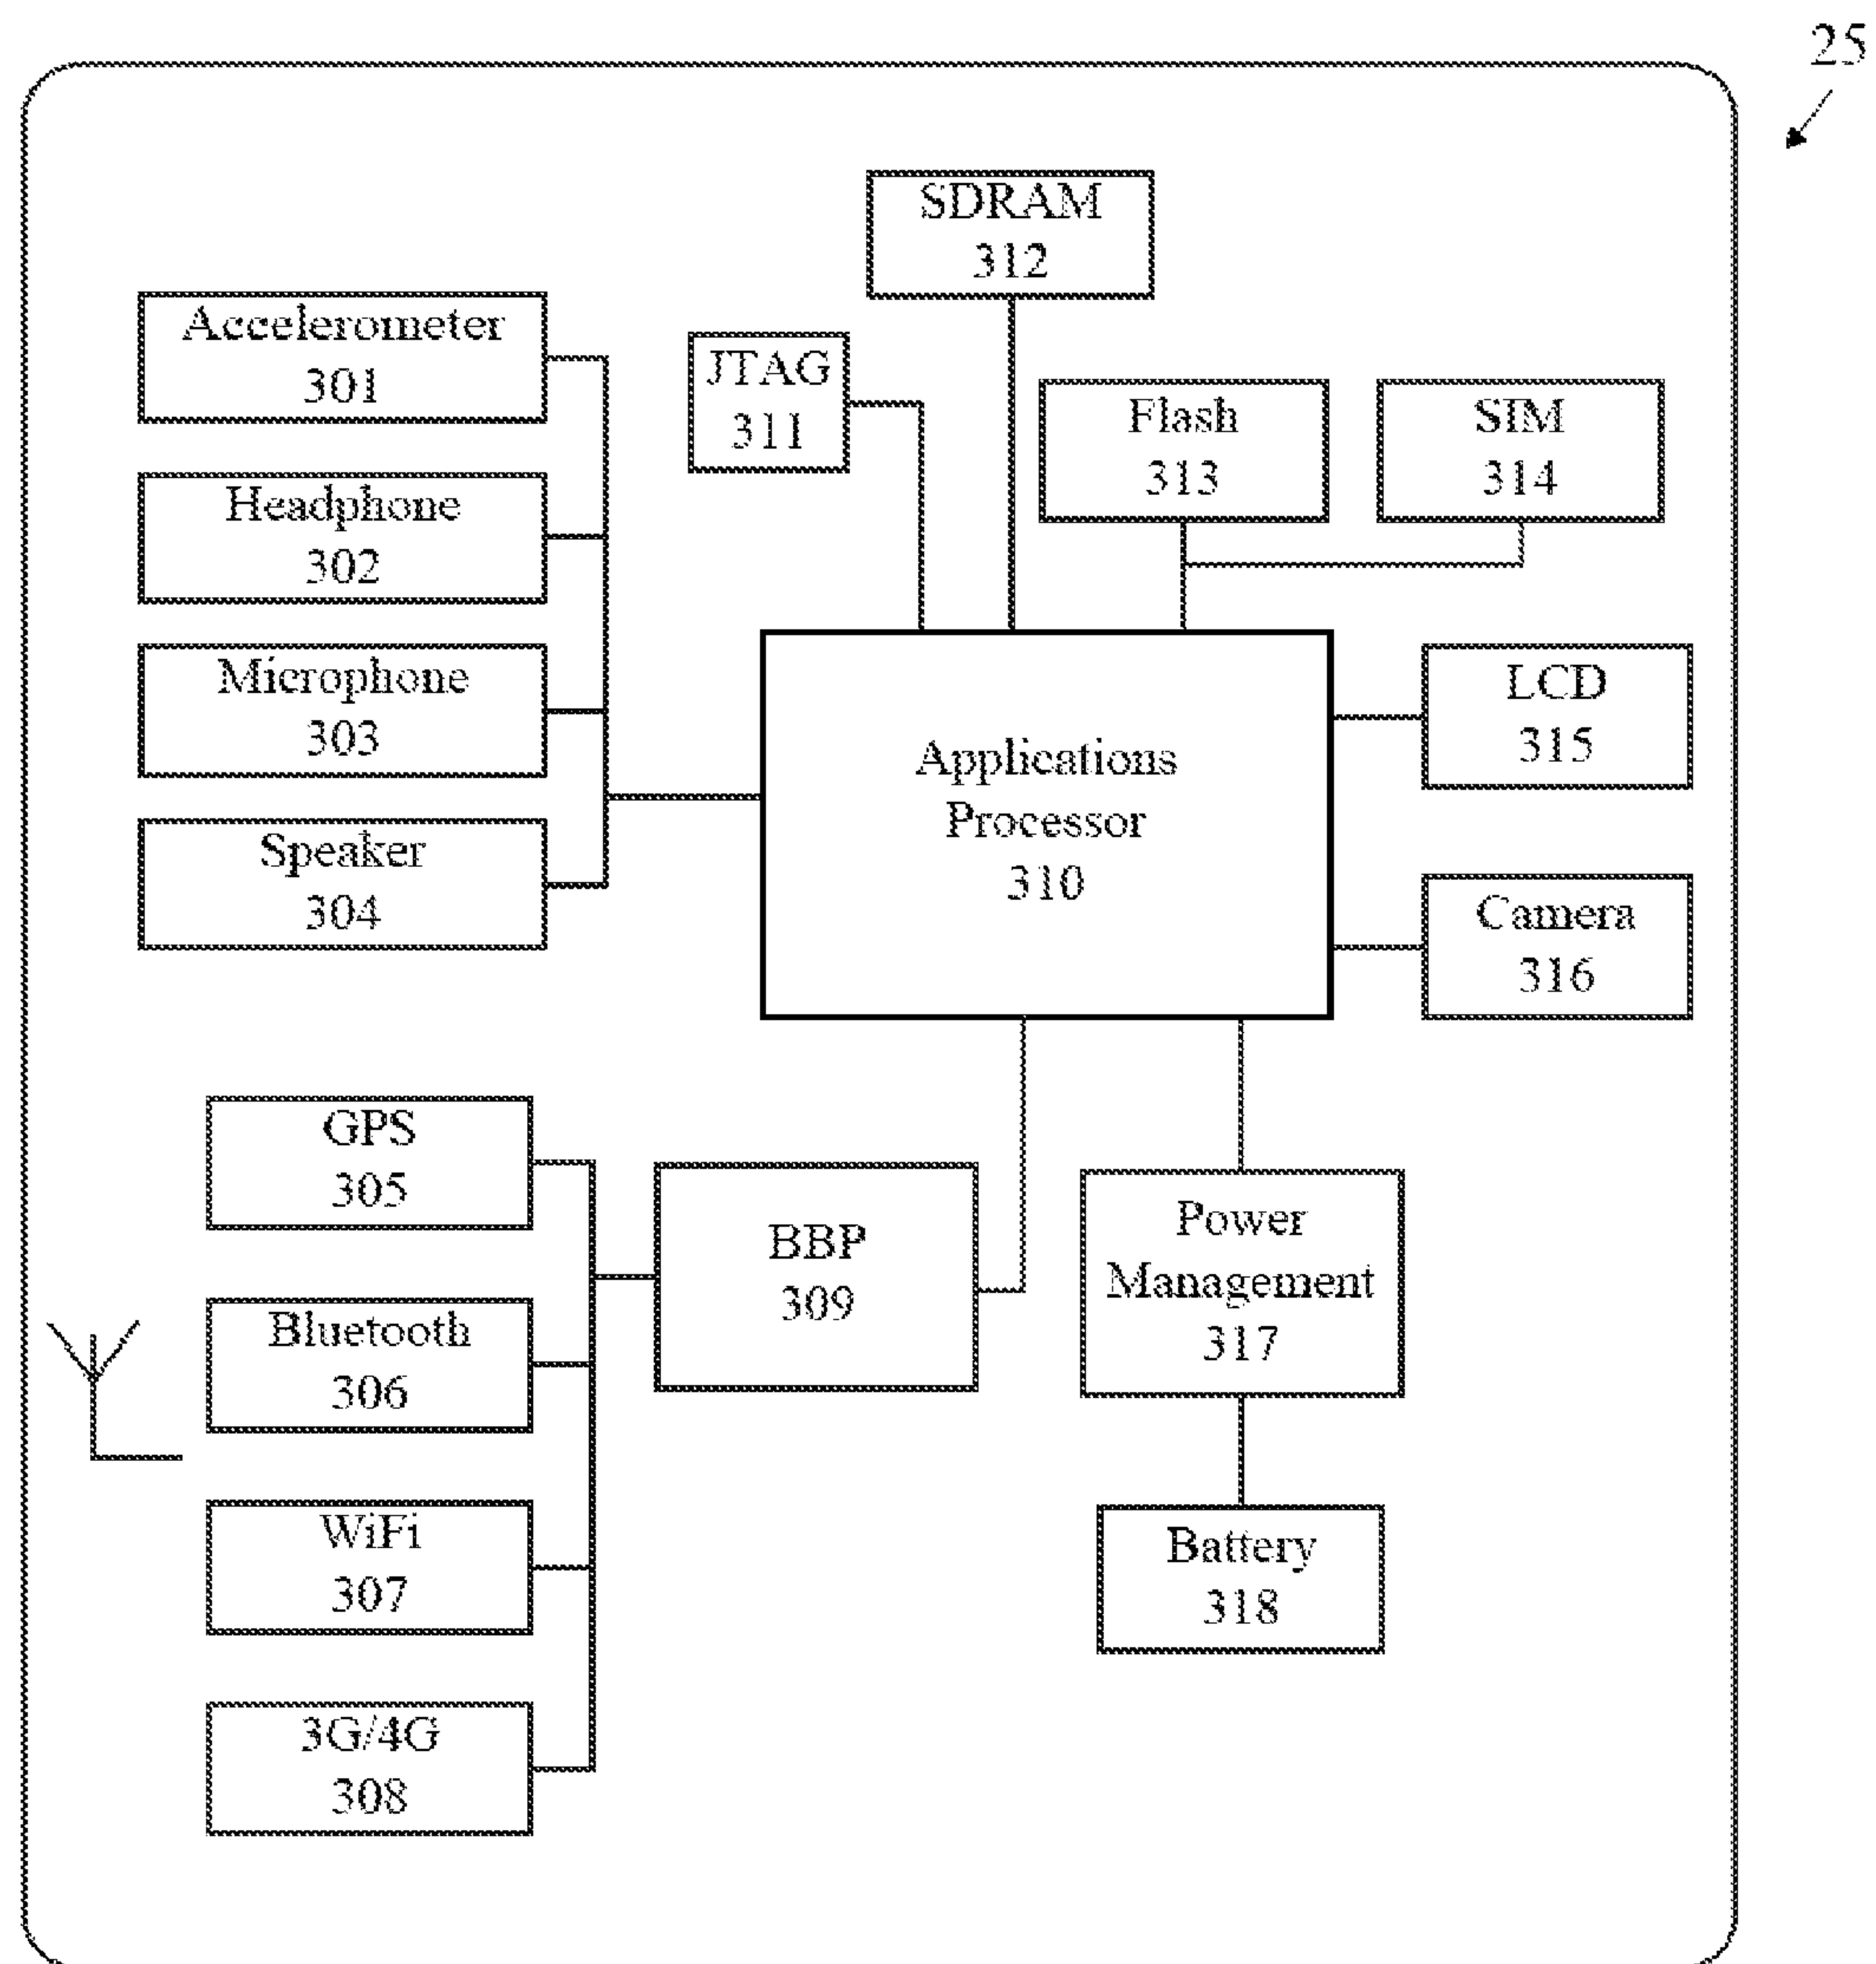 25
SDRAM
312
Accelerometer
301
JTAG
311
Flash
313
SIM
314
Headphone
302
Microphone
303
LCD
315
Applications
Processor
310
Speaker
304
Camera
316
GPS
305
BBP
309
Power
Management
317
Bluetooth
306
WiFi
307
Battery
318
3G/4G
308